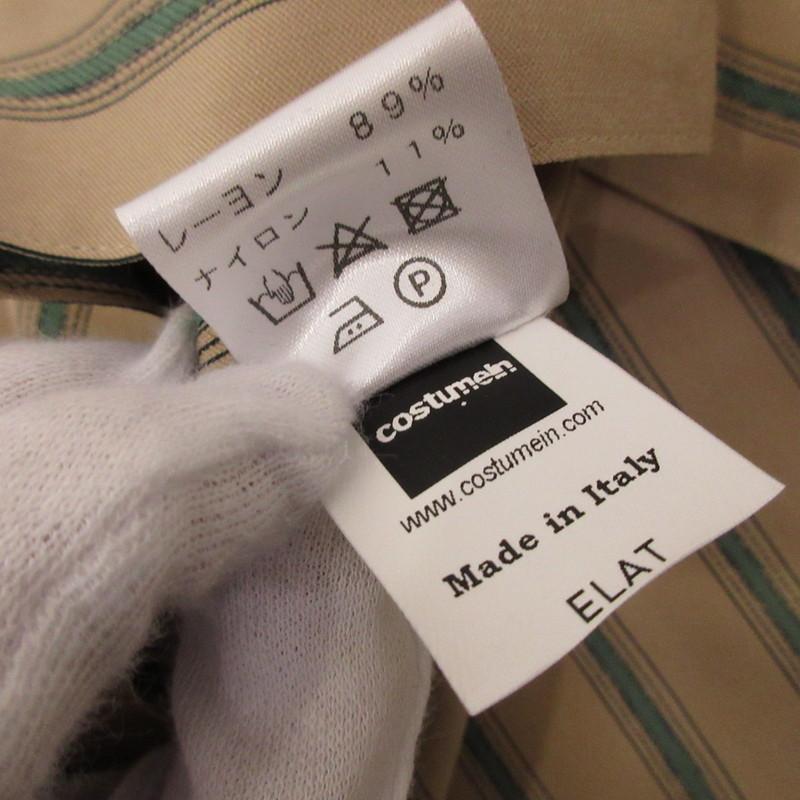 レーヨン 89%
ナイロン 11%
P
costumein
www.costumein.com
Made in Italy
ELAT